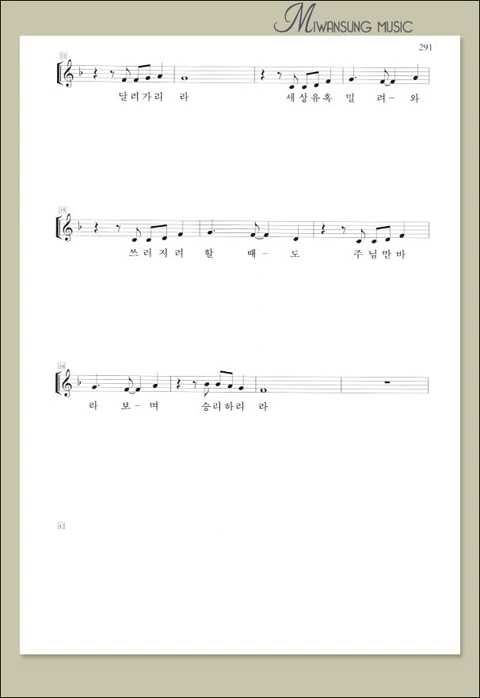 MIWANSUNG MUSIC
291
달려가리 라 세상유혹 밀 려- 와
쓰러지려 할 때- 도 주님만바
라 보- 며 승리하리 라